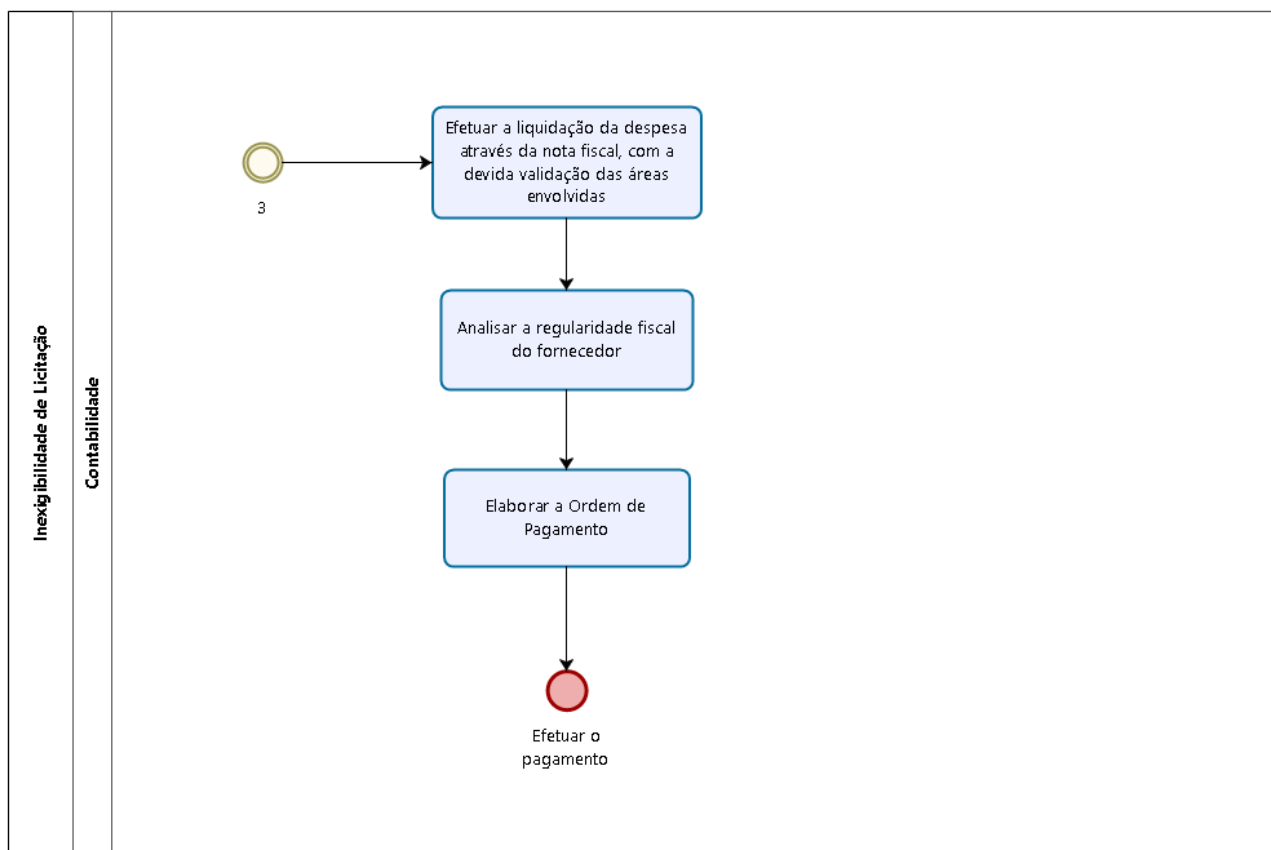 Inexigibilidade de Licitação
Contabilidade
3
Efetuar a liquidação da despesa
através da nota fiscal, com a
devida validação das áreas
envolvidas
Analisar a regularidade fiscal
do fornecedor
Elaborar a Ordem de
Pagamento
Efetuar o
pagamento